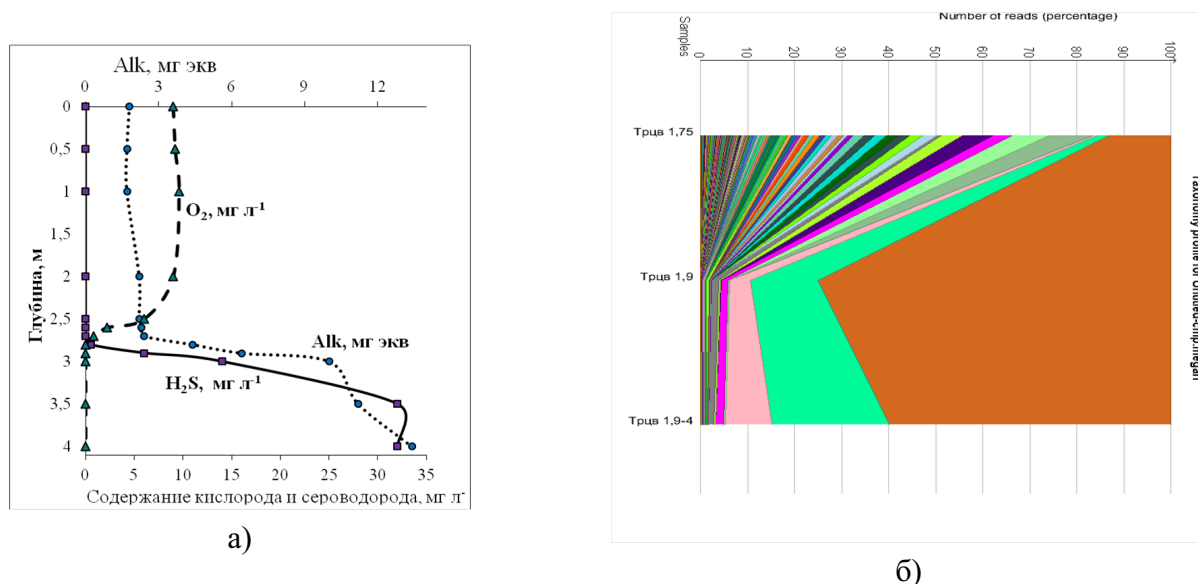 Alk, мг экв
0 3 6 9 12
Глубина, м
0
0,5
1
1,5
2
2,5
3
3,5
4
O₂, мг л⁻¹
Alk, мг экв
H₂S, мг л⁻¹
0 5 10 15 20 25 30 35
Содержание кислорода и сероводорода, мг л⁻
а)
Number of reads (percentage)
Samples
0 10 20 30 40 50 60 70 80 90 100
Трцв 1,75
Трцв 1,9
Трцв 1,9-4
б)